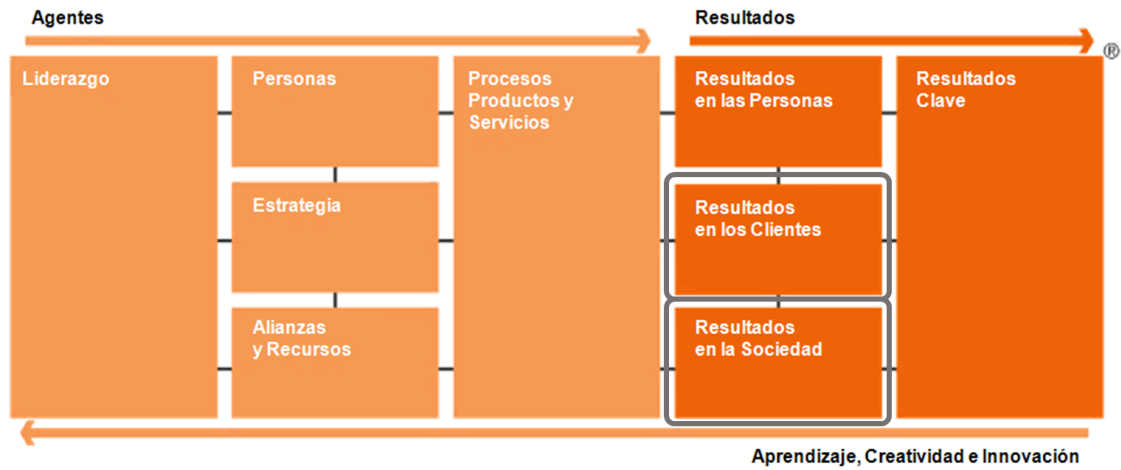 Agentes
Resultados
®
Liderazgo
Personas
Procesos
Productos y
Servicios
Resultados
en las Personas
Resultados
Clave
Estrategia
Resultados
en los Clientes
Alianzas
y Recursos
Resultados
en la Sociedad
Aprendizaje, Creatividad e Innovación